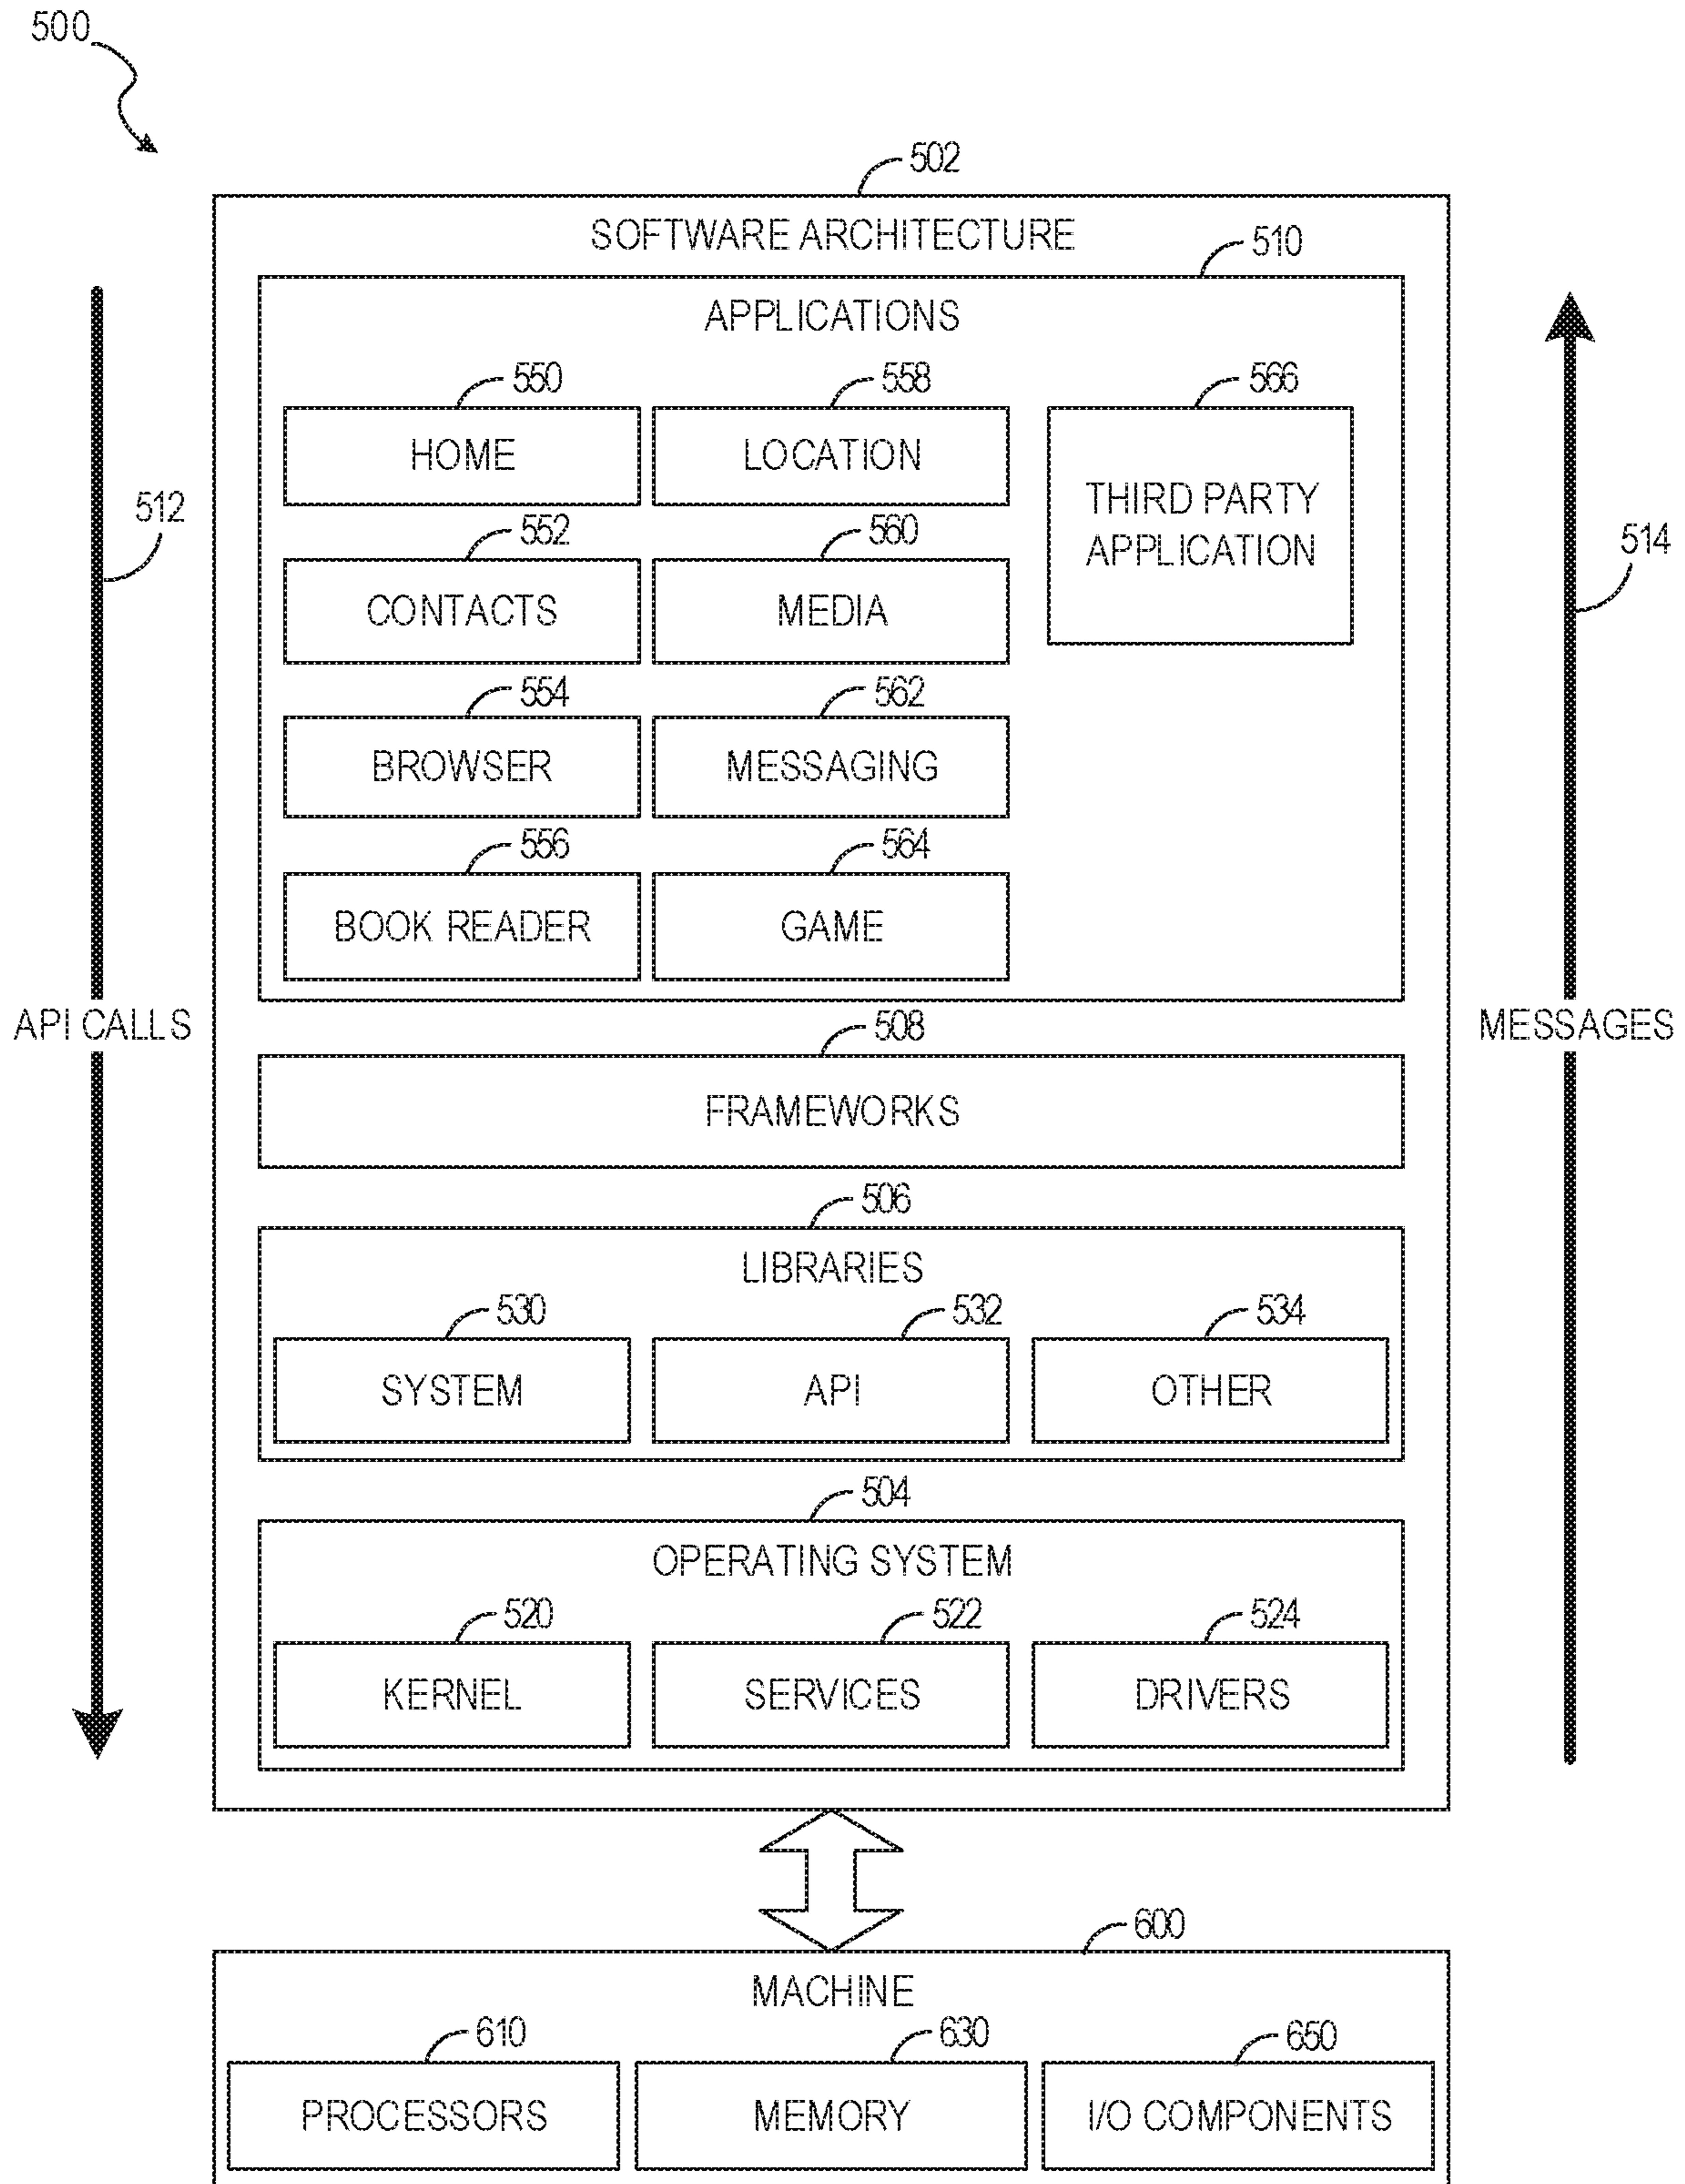 500
502
SOFTWARE ARCHITECTURE
510
APPLICATIONS
550
558
566
HOME
LOCATION
THIRD PARTY
APPLICATION
512
552
560
514
CONTACTS
MEDIA
554
562
BROWSER
MESSAGING
556
564
BOOK READER
GAME
API CALLS
MESSAGES
508
FRAMEWORKS
506
LIBRARIES
530
532
534
SYSTEM
API
OTHER
504
OPERATING SYSTEM
520
522
524
KERNEL
SERVICES
DRIVERS
600
MACHINE
610
630
650
PROCESSORS
MEMORY
I/O COMPONENTS